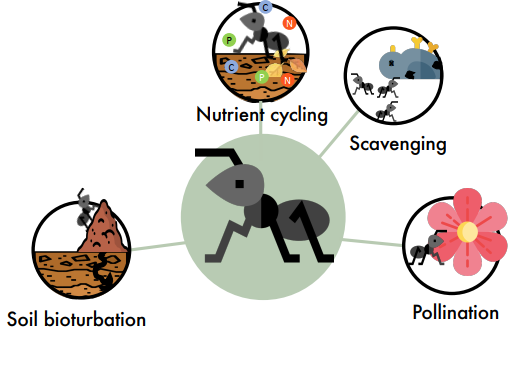 C
N
P
C
P
N
Nutrient cycling
Scavenging
Pollination
Soil bioturbation